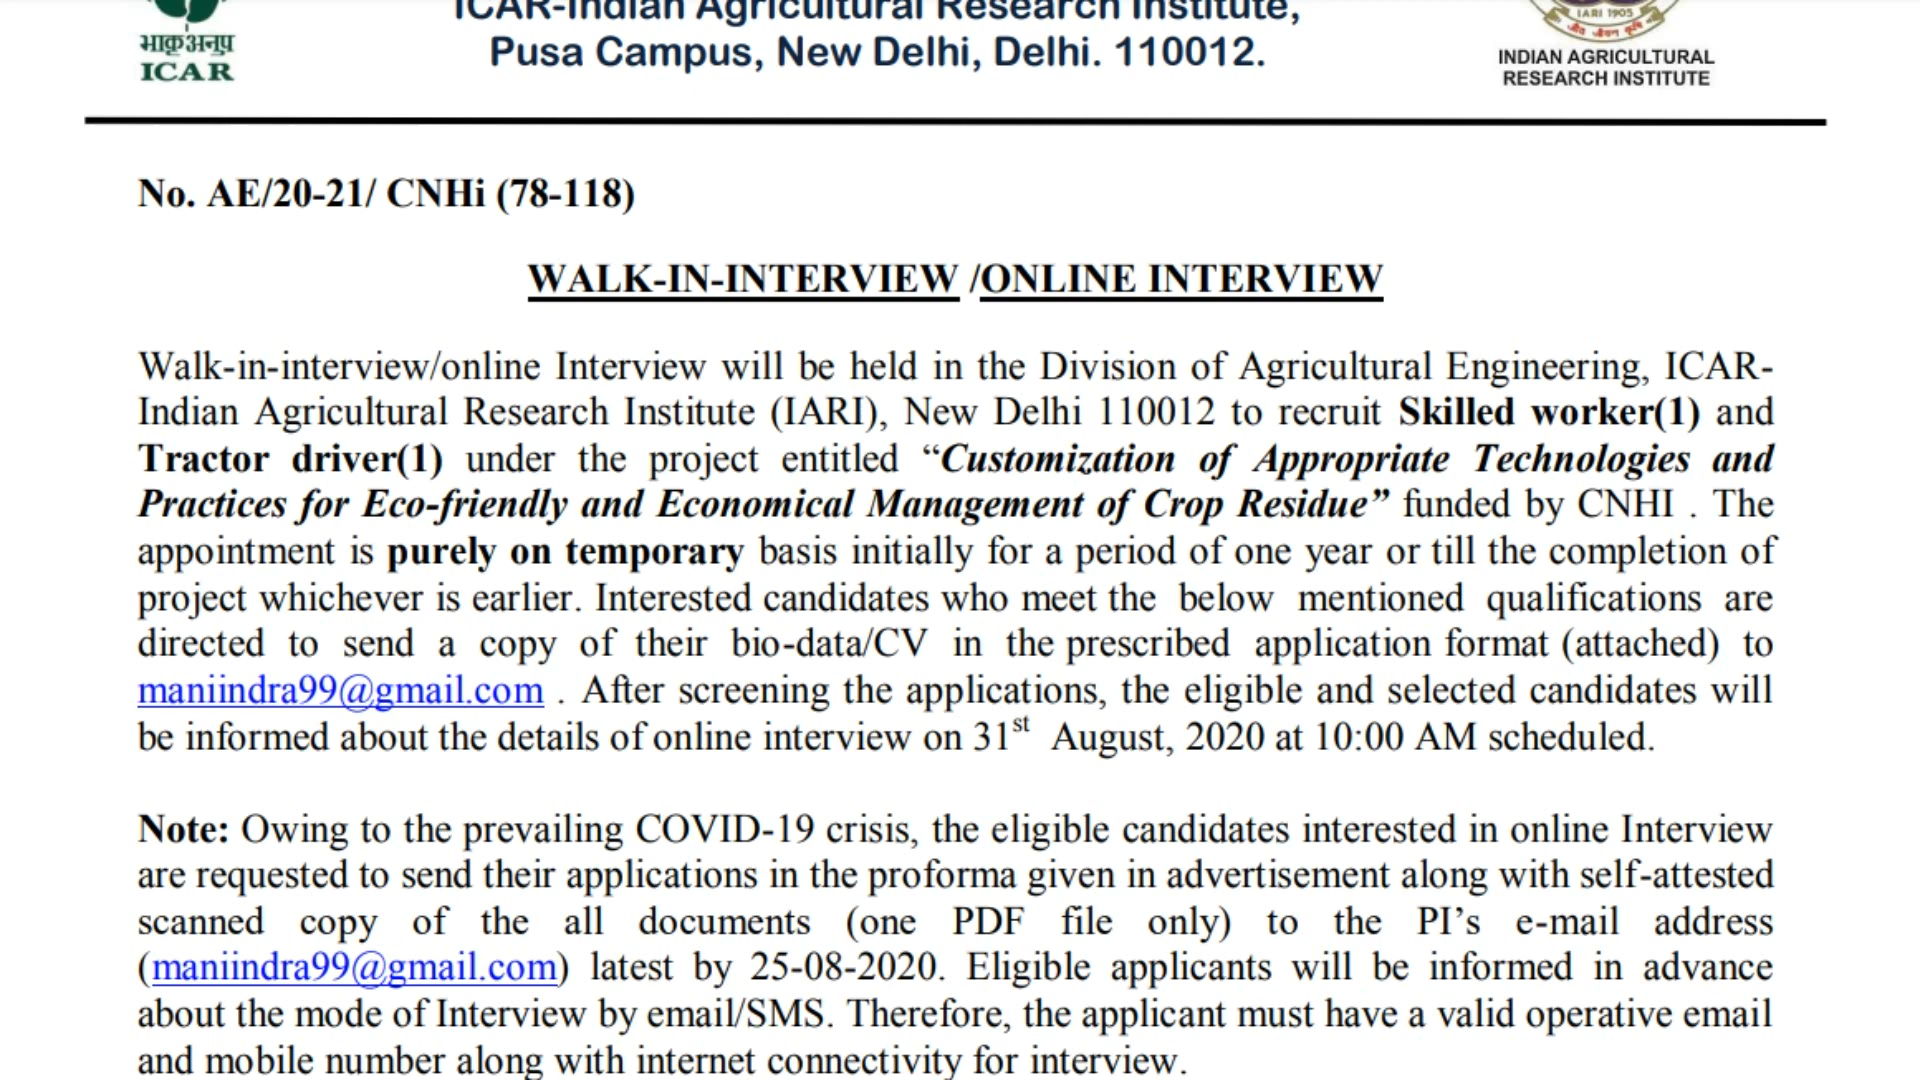 ICAR-Indian Agricultural Research Institute,
Pusa Campus, New Delhi, Delhi. 110012.
भाकृअनुप
ICAR
IARI 1905
INDIAN AGRICULTURAL
RESEARCH INSTITUTE
No. AE/20-21/ CNHi (78-118)
WALK-IN-INTERVIEW /ONLINE INTERVIEW
Walk-in-interview/online Interview will be held in the Division of Agricultural Engineering, ICAR-
Indian Agricultural Research Institute (IARI), New Delhi 110012 to recruit Skilled worker(1) and
Tractor driver(1) under the project entitled “Customization of Appropriate Technologies and
Practices for Eco-friendly and Economical Management of Crop Residue” funded by CNHI . The
appointment is purely on temporary basis initially for a period of one year or till the completion of
project whichever is earlier. Interested candidates who meet the below mentioned qualifications are
directed to send a copy of their bio-data/CV in the prescribed application format (attached) to
maniindra99@gmail.com . After screening the applications, the eligible and selected candidates will
be informed about the details of online interview on 31st August, 2020 at 10:00 AM scheduled.
Note: Owing to the prevailing COVID-19 crisis, the eligible candidates interested in online Interview
are requested to send their applications in the proforma given in advertisement along with self-attested
scanned copy of the all documents (one PDF file only) to the PI’s e-mail address
(maniindra99@gmail.com) latest by 25-08-2020. Eligible applicants will be informed in advance
about the mode of Interview by email/SMS. Therefore, the applicant must have a valid operative email
and mobile number along with internet connectivity for interview.